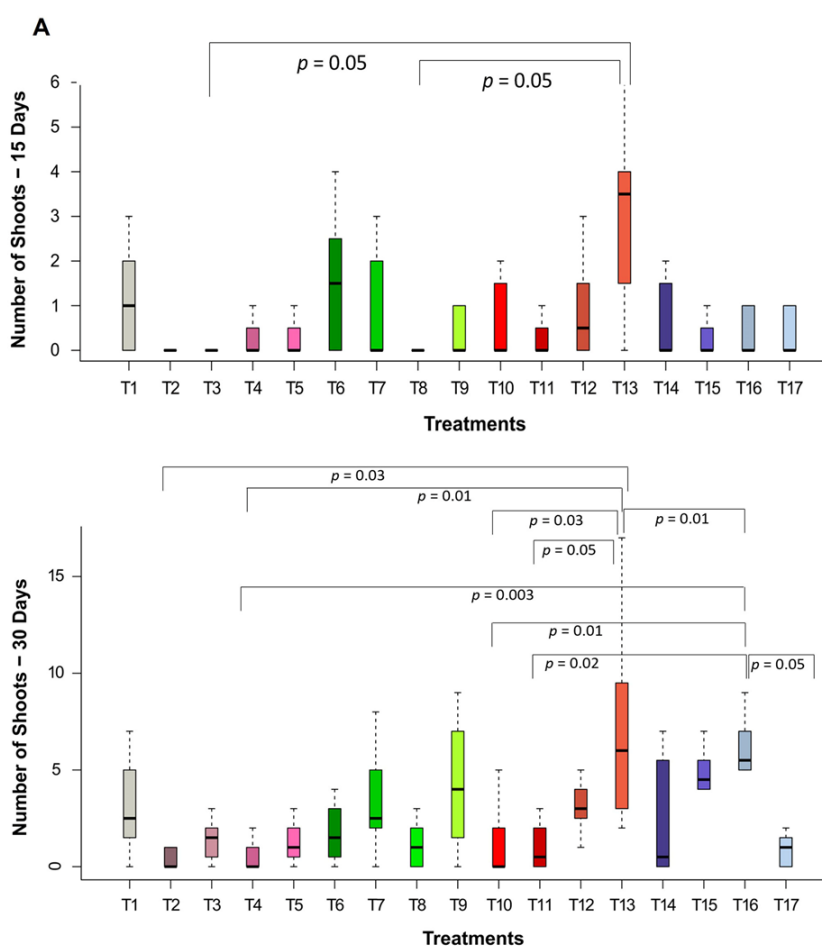 A
p = 0.05
p = 0.05
Number of Shoots – 15 Days
6
5
4
3
2
1
0
T1 T2 T3 T4 T5 T6 T7 T8 T9 T10 T11 T12 T13 T14 T15 T16 T17
Treatments
p = 0.03
p = 0.01
p = 0.03
p = 0.01
p = 0.05
p = 0.003
p = 0.01
p = 0.02
p = 0.05
Number of Shoots – 30 Days
15
10
5
0
T1 T2 T3 T4 T5 T6 T7 T8 T9 T10 T11 T12 T13 T14 T15 T16 T17
Treatments